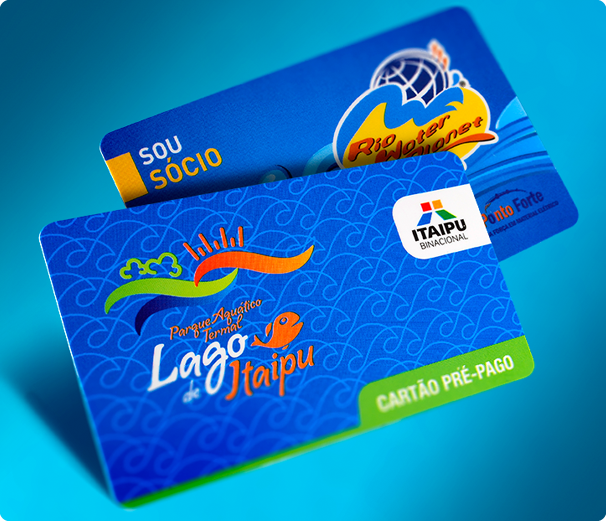 SOU
SÓCIO
Rio
Water
Planet
Ponto Forte
ITAIPU
BINACIONAL
Parque Aquático
Termal
Lago
de Itaipu
CARTÃO PRÉ-PAGO